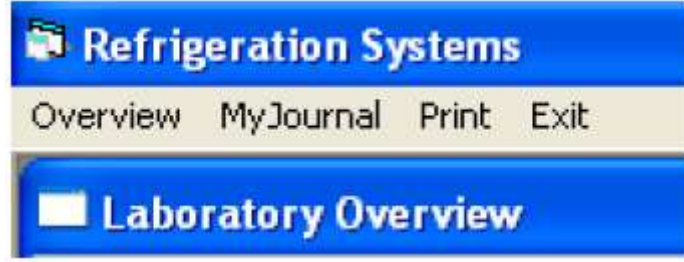 Refrigeration Systems
Overview MyJournal Print Exit
Laboratory Overview